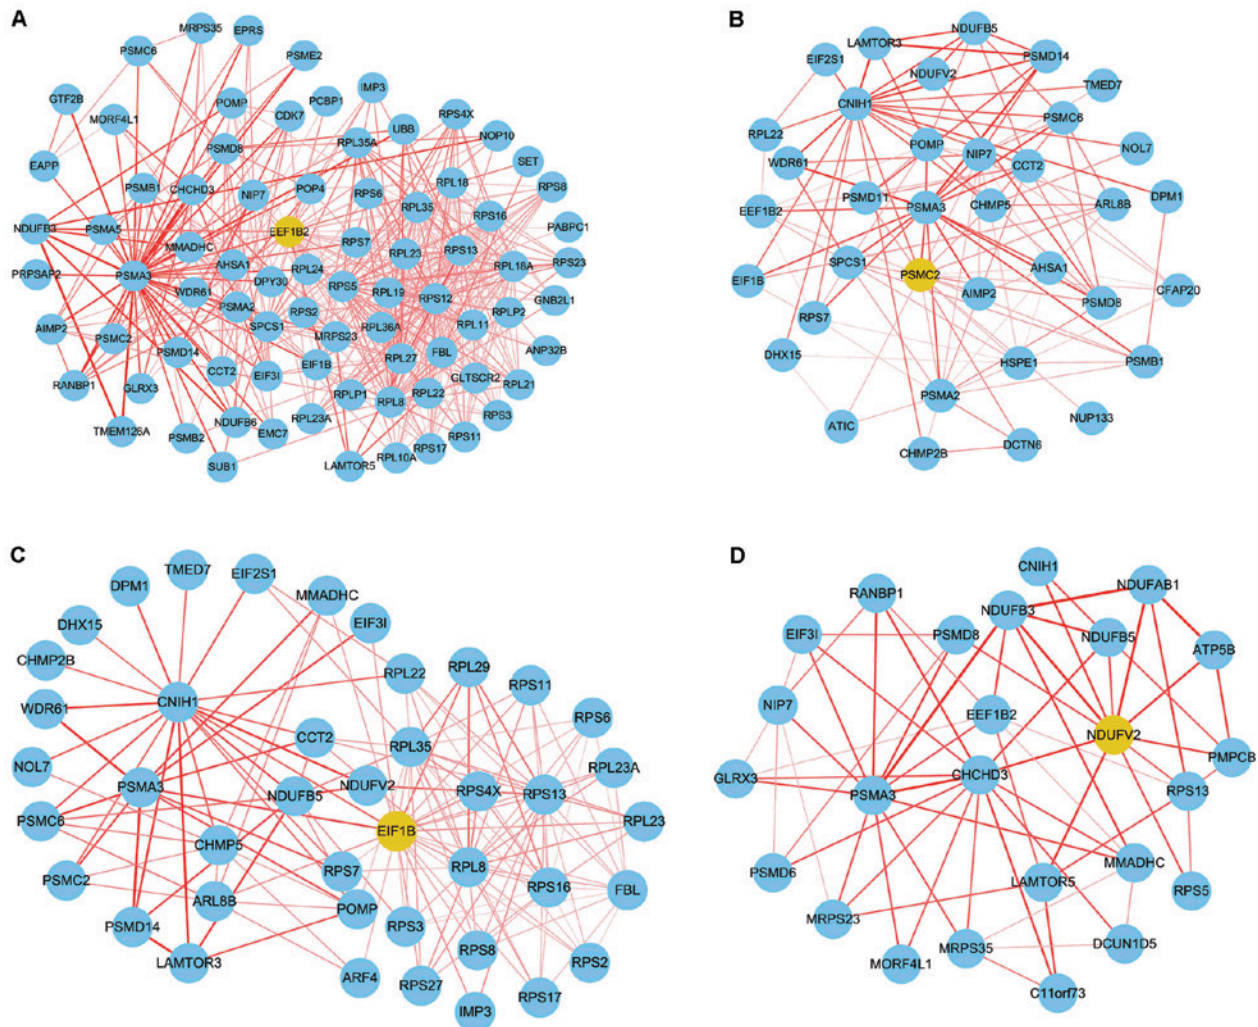 A
MRPS35
EPRS
PSMC6
PSME2
IMP3
GTF2B
POMP
PCBP1
CDK7
RPS4X
MORF4L1
UBB
NOP10
RPL35A
PSMD8
SET
EAPP
RPL18
PSMB1
CHCHD3
NIP7
POP4
RPS6
RPS8
RPL35
RPS16
NDUFB3
PSMA5
EEF1B2
PABPC1
MMADHC
RPS7
RPL23
RPS13
PRPSAP2
PSMA3
AHSA1
RPL24
RPL18A
RPS23
DPY30
WDR61
RPS5
RPL19
RPS12
GNB2L1
PSMA2
RPS2
RPLP2
AIMP2
SPCS1
RPL36A
RPL11
PSMC2
MRPS23
ANP32B
PSMD14
RPL27
FBL
EIF1B
RANBP1
GLRX3
CCT2
EIF3I
GLTSCR2
RPL21
RPLP1
RPL8
RPL22
TMEM126A
NDUFB6
RPL23A
RPS3
PSMB2
EMC7
RPS11
RPS17
SUB1
LAMTOR5
RPL10A
B
NDUFB5
LAMTOR3
PSMD14
EIF2S1
NDUFV2
TMED7
CNIH1
PSMC6
RPL22
POMP
NIP7
NOL7
WDR61
CCT2
PSMD11
CHMP5
DPM1
EEF1B2
PSMA3
ARL8B
SPCS1
PSMC2
AHSA1
EIF1B
AIMP2
PSMD8
CFAP20
RPS7
DHX15
HSPE1
PSMB1
PSMA2
ATIC
NUP133
CHMP2B
DCTN6
C
TMED7
EIF2S1
DPM1
MMADHC
DHX15
EIF3I
CHMP2B
RPL22
RPL29
RPS11
WDR61
CNIH1
RPS6
CCT2
RPL35
NOL7
RPL23A
PSMA3
NDUFB5
NDUFV2
RPS4X
RPS13
PSMC6
EIF1B
RPL23
CHMP5
RPS7
RPL8
PSMC2
RPS16
FBL
ARL8B
POMP
PSMD14
RPS3
LAMTOR3
RPS8
RPS2
ARF4
RPS27
RPS17
IMP3
D
CNIH1
NDUFAB1
RANBP1
NDUFB3
EIF3I
PSMD8
NDUFB5
ATP5B
NIP7
EEF1B2
NDUFV2
GLRX3
CHCHD3
PMPCB
PSMA3
RPS13
MMADHC
PSMD6
LAMTOR5
RPS5
MRPS23
MRPS35
DCUN1D5
MORF4L1
C11orf73